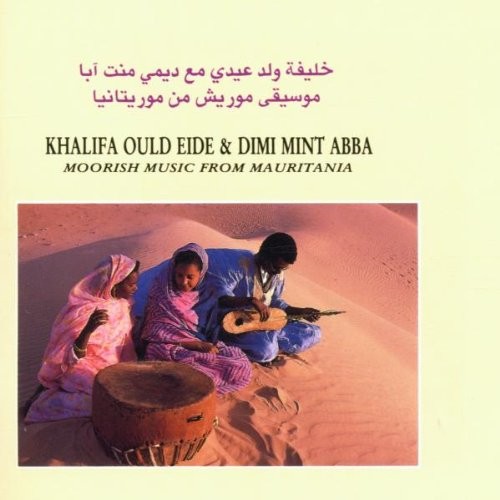 خليفة ولد عيدي مع ديمي منت آبا
موسيقى موريش من موريتانيا
KHALIFA OULD EIDE & DIMI MINT ABBA
MOORISH MUSIC FROM MAURITANIA